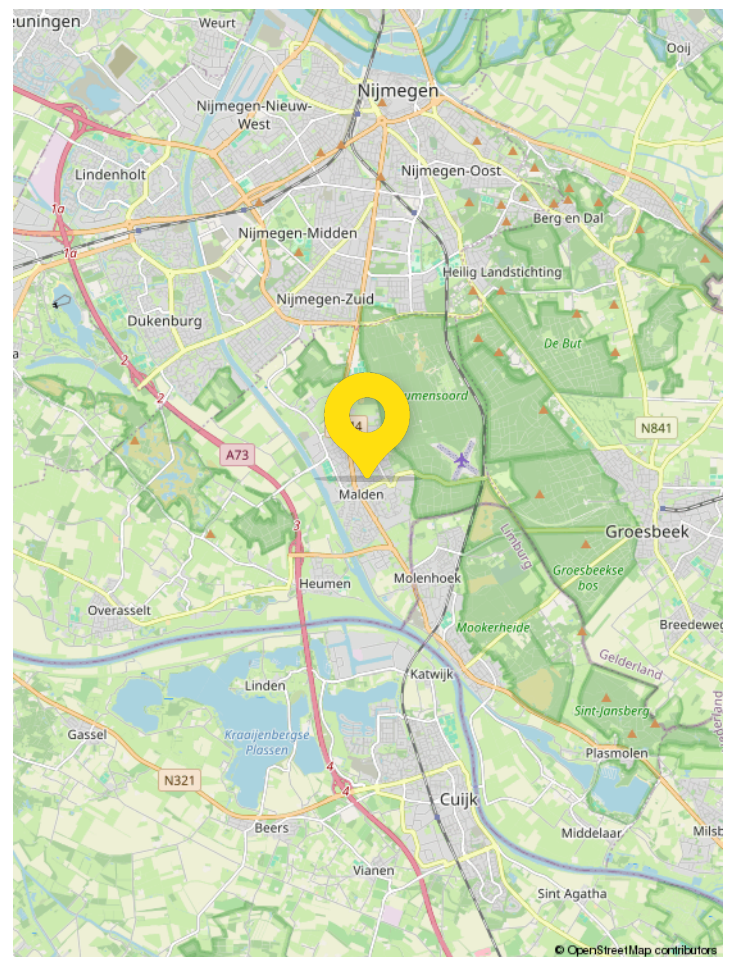 euningen
Weurt
Ooij
Nijmegen
Nijmegen-Nieuw-
West
Lindenholt
Nijmegen-Oost
1a
Berg en Dal
Nijmegen-Midden
1a
Heilig Landstichting
Nijmegen-Zuid
Dukenburg
De But
a
2
2
umensoord
4
N841
A73
Malden
3
Limburg
Groesbeek
Groesbeekse
bos
Heumen
Molenhoek
Overasselt
Mookerheide
Breedeweg
Gelderland
Katwijk
Linden
Sint-Jansberg
ederland
Gassel
Kraaijenbergse
Plassen
Plasmolen
4
N321
4
Cuijk
Beers
Middelaar
Milsb
Vianen
Sint Agatha
© OpenStreetMap contributors